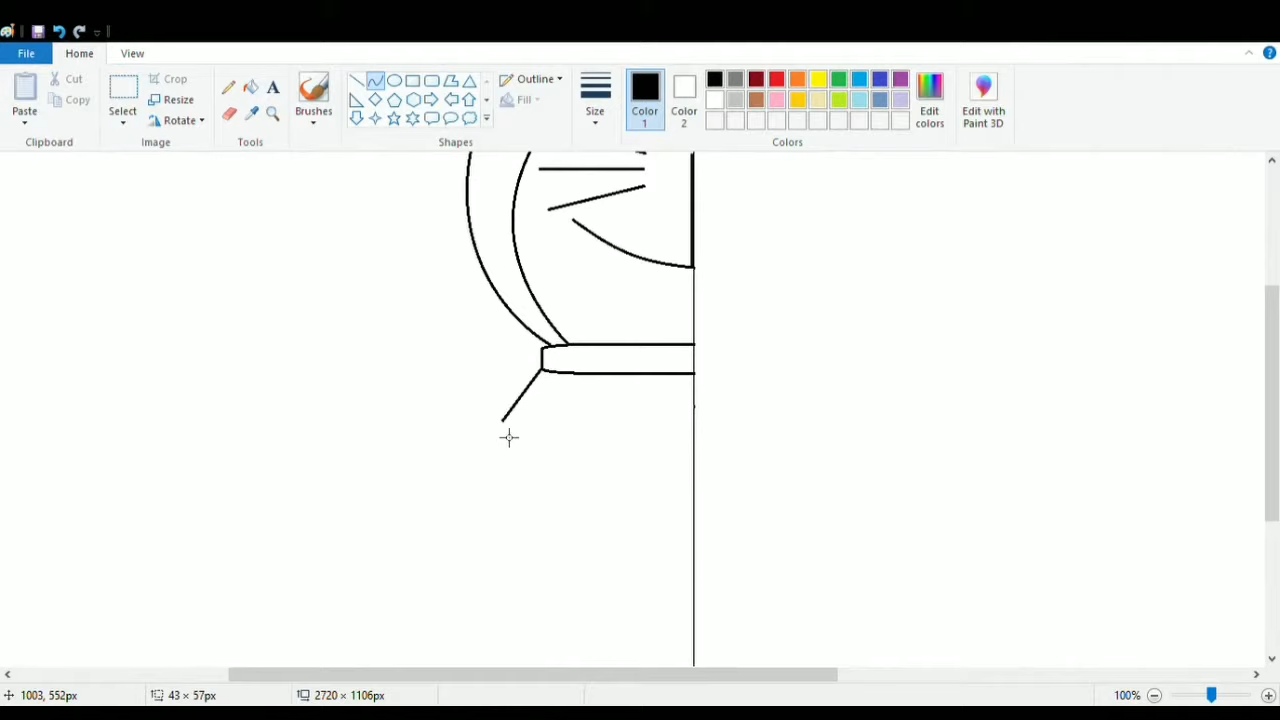 File Home View
Paste
Cut
Copy
Clipboard
Select
Crop
Resize
Rotate
Image
A
Tools
Brushes
Outline
Fill
Shapes
Size
Color
1
Color
2
Colors
Edit
colors
Edit with
Paint 3D
1003, 552px 43 × 57px 2720 × 1106px 100%